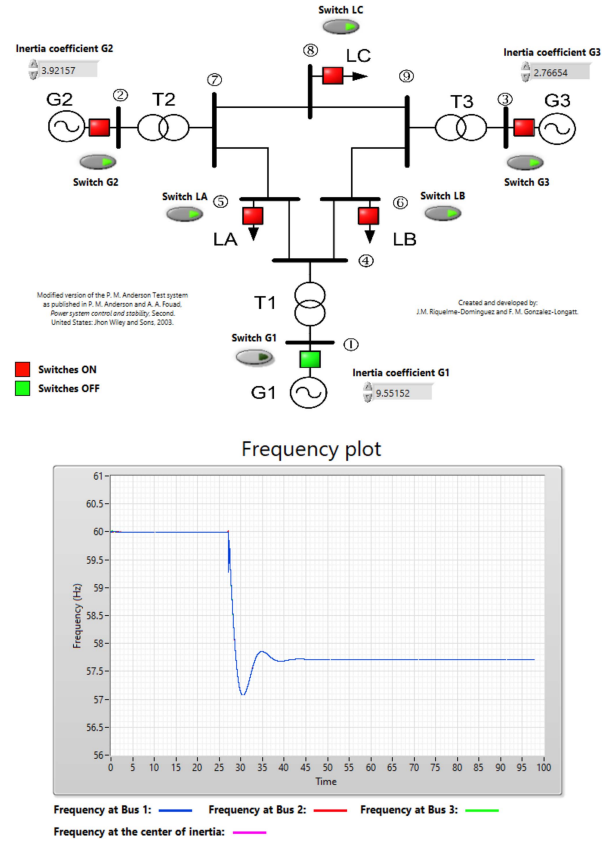 Switch LC
⑧
LC
Inertia coefficient G2
3.92157
Inertia coefficient G3
2.76654
⑦
⑨
G2
②
T2
T3
③
G3
Switch G2
Switch G3
Switch LA
⑤
LA
Switch LB
⑥
LB
④
Modified version of the P. M. Anderson Test system
as published in P. M. Anderson and A. A. Fouad,
Power system control and stability, Second.
United States: Jhon Wiley and Sons, 2003.
T1
Created and developed by:
J.M. Riquelme-Dominguez and F. M. Gonzalez-Longatt.
Switch G1
①
Switches ON
Switches OFF
G1
Inertia coefficient G1
9.55152
Frequency plot
61
60.5
60
59.5
59
58.5
58
57.5
57
56.5
56
Frequency (Hz)
0 5 10 15 20 25 30 35 40 45 50 55 60 65 70 75 80 85 90 95 100
Time
Frequency at Bus 1: Frequency at Bus 2: Frequency at Bus 3:
Frequency at the center of inertia: